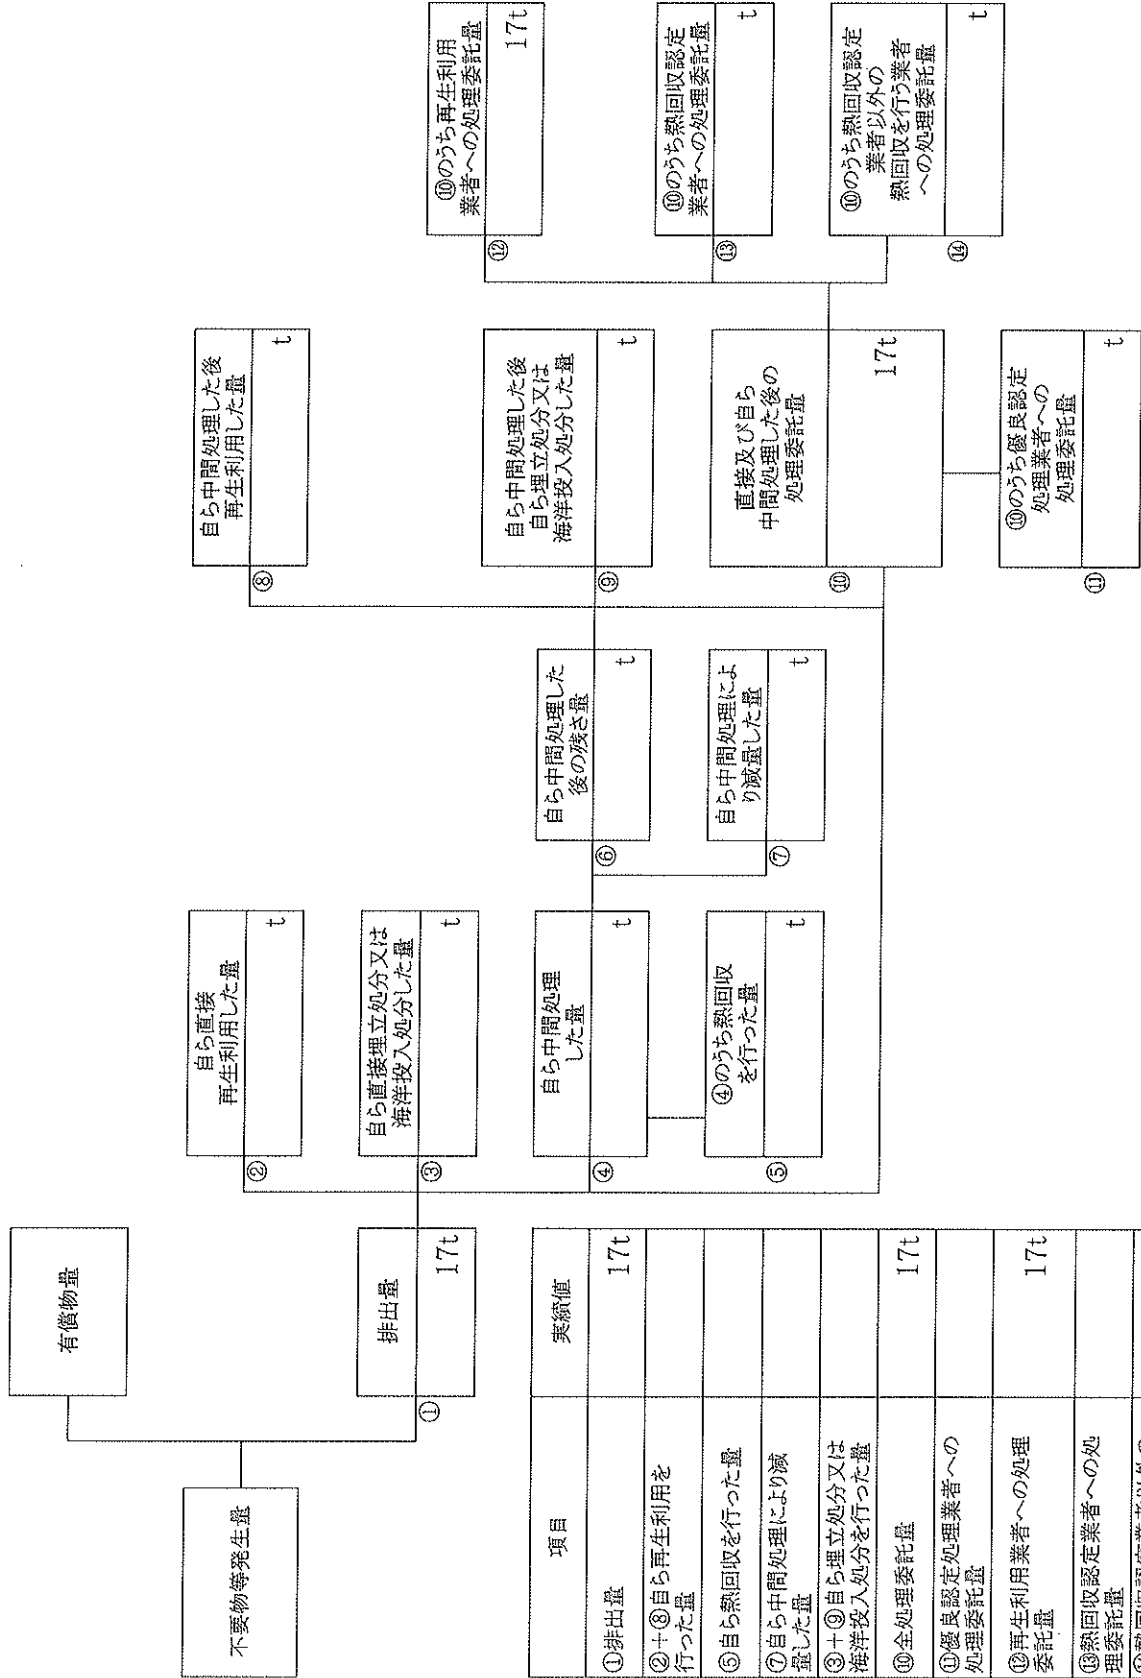 不要物等発生量
有償物量
排出量
①
17t
自ら直接
再生利用した量
②
t
自ら直接埋立処分又は
海洋投入処分した量
③
t
自ら中間処理
した量
④
t
④のうち熱回収
を行った量
⑤
t
自ら中間処理した
後の残さ量
⑥
t
自ら中間処理によ
り減量した量
⑦
t
自ら中間処理した後
再生利用した量
⑧
t
自ら中間処理した後
自ら埋立処分又は
海洋投入処分した量
⑨
t
直接及び自ら
中間処理した後の
処理委託量
⑩
17t
⑩のうち優良認定
処理業者への
処理委託量
⑪
t
⑩のうち再生利用
業者への処理委託量
⑫
17t
⑩のうち熱回収認定
業者への処理委託量
⑬
t
⑩のうち熱回収認定
業者以外の
熱回収を行う業者
への処理委託量
⑭
t
項目 実績値
①排出量 17t
②+⑧自ら再生利用を
行った量
⑤自ら熱回収を行った量
⑦自ら中間処理により減
量した量
③+⑨自ら埋立処分又は
海洋投入処分を行った量
⑩全処理委託量 17t
⑪優良認定処理業者への
処理委託量
⑫再生利用業者への処理
委託量 17t
⑬熱回収認定業者への処
理委託量